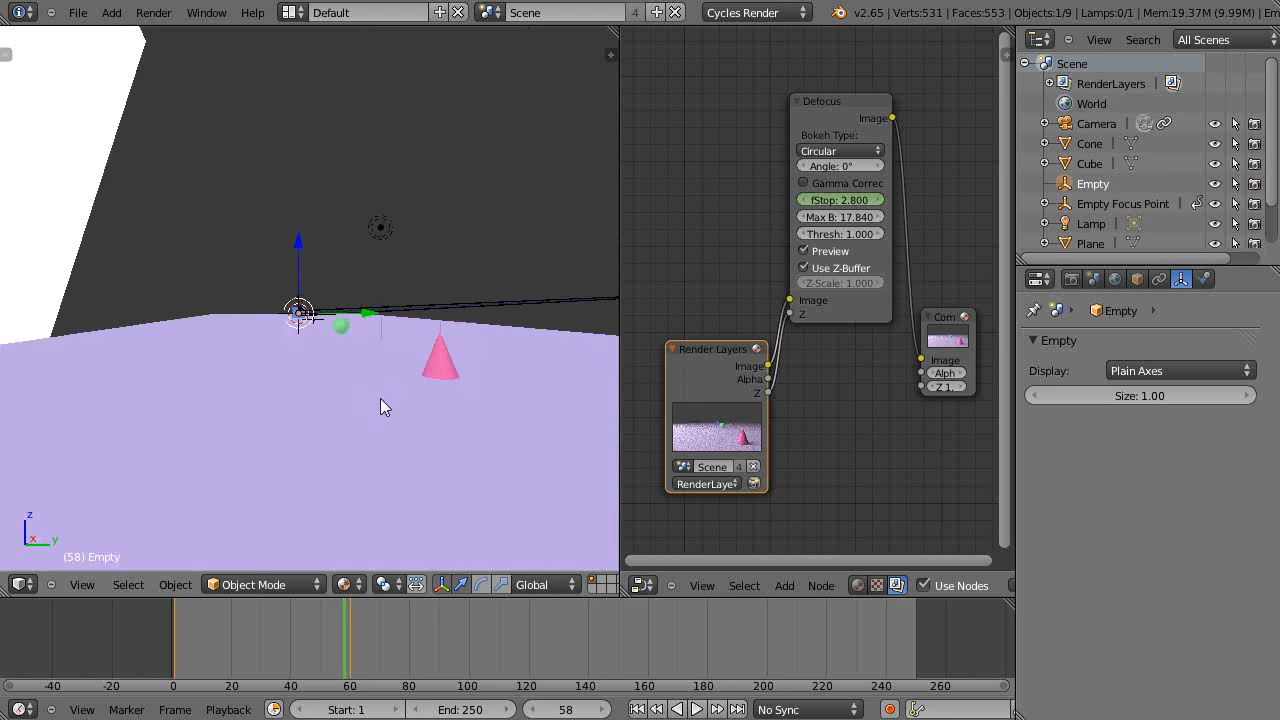 File Add Render Window Help Default Scene 4 Cycles Render v2.65 | Verts:531 | Faces:553 | Objects:1/9 | Lamps:0/1 | Mem:19.37M (9.99M) | Em
View Search All Scenes
Scene
RenderLayers
World
Camera
Cone
Cube
Empty
Empty Focus Point
Lamp
Plane
Defocus
Image
Bokeh Type:
Circular
Angle: 0°
Gamma Correc
fStop: 2.800
Max B: 17.840
Thresh: 1.000
Preview
Use Z-Buffer
Z-Scale: 1.000
Image
Z
Render Layers
Image
Alpha
Z
Scene 4
RenderLaye
Com
Image
Alph
Z 1.
Empty
Empty
Display: Plain Axes
Size: 1.00
z
x y
(58) Empty
View Select Object Object Mode Global
View Select Add Node Use Nodes
-40 -20 0 20 40 60 80 100 120 140 160 180 200 220 240 260
View Marker Frame Playback Start: 1 End: 250 58 No Sync